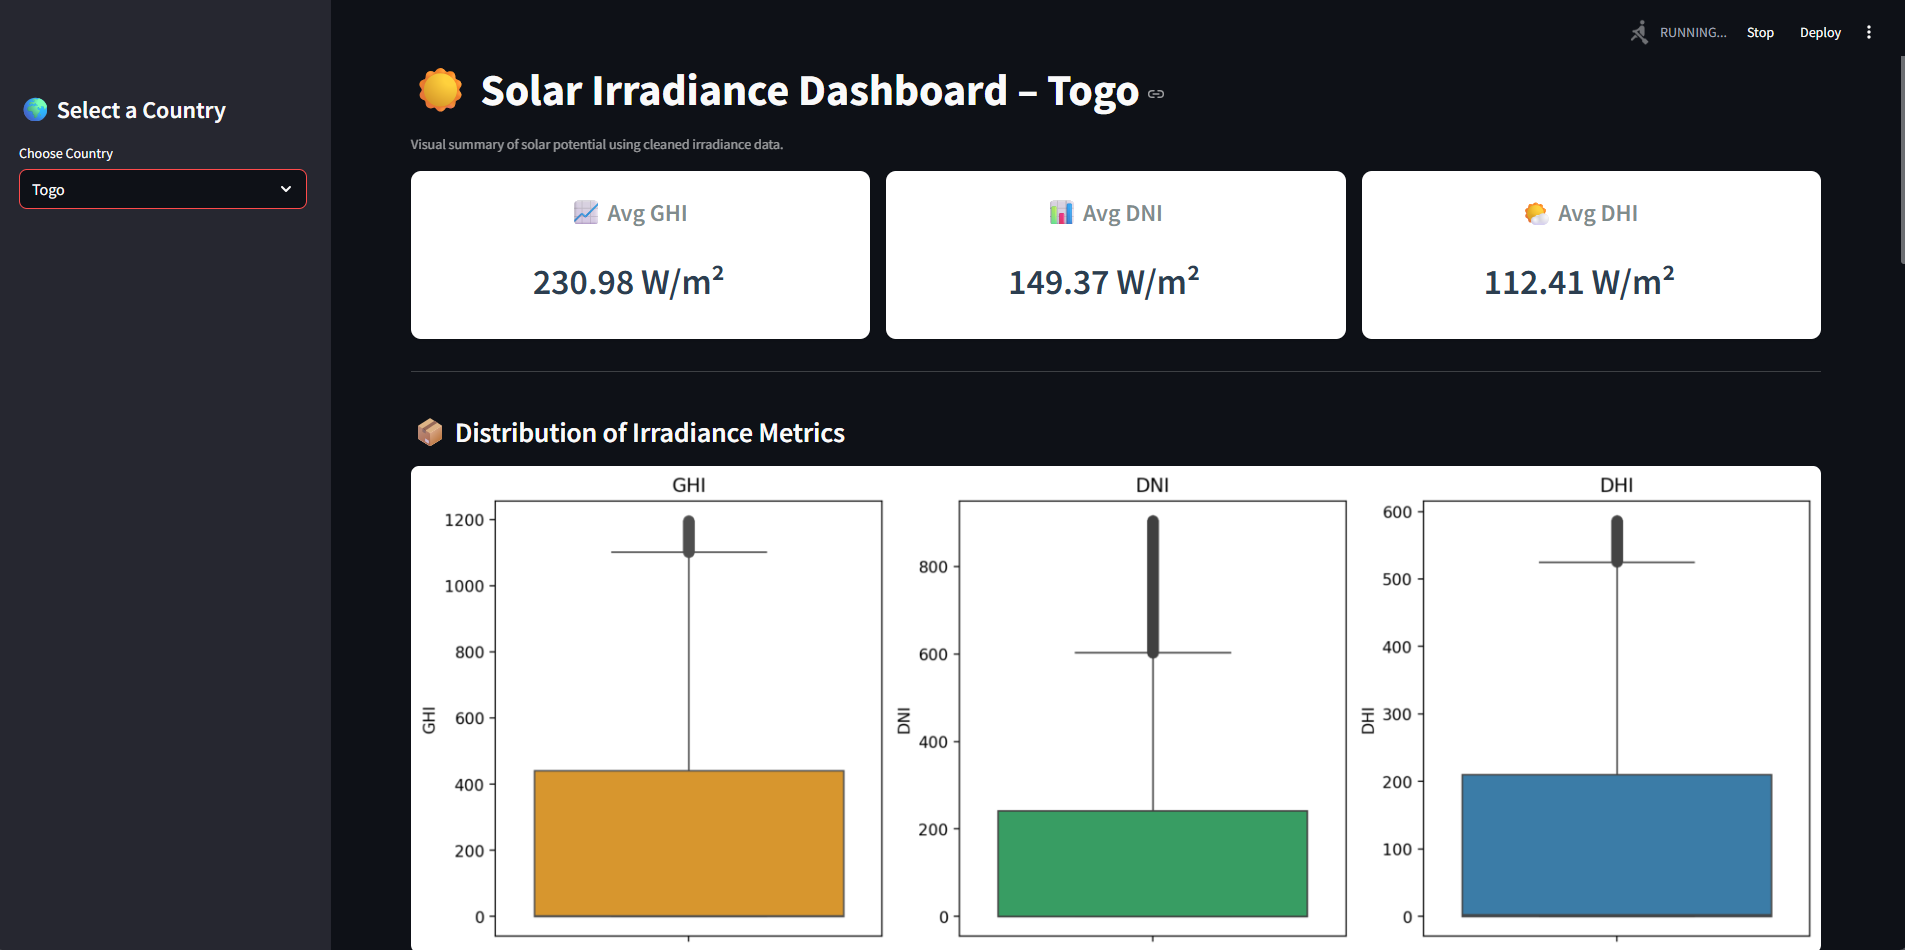 RUNNING...
Stop
Deploy
Select a Country
Choose Country
Togo
Solar Irradiance Dashboard – Togo
Visual summary of solar potential using cleaned irradiance data.
Avg GHI
230.98 W/m²
Avg DNI
149.37 W/m²
Avg DHI
112.41 W/m²
Distribution of Irradiance Metrics
GHI
1200
1000
800
600
400
200
0
GHI
DNI
800
600
400
200
0
DNI
DHI
600
500
400
300
200
100
0
DHI